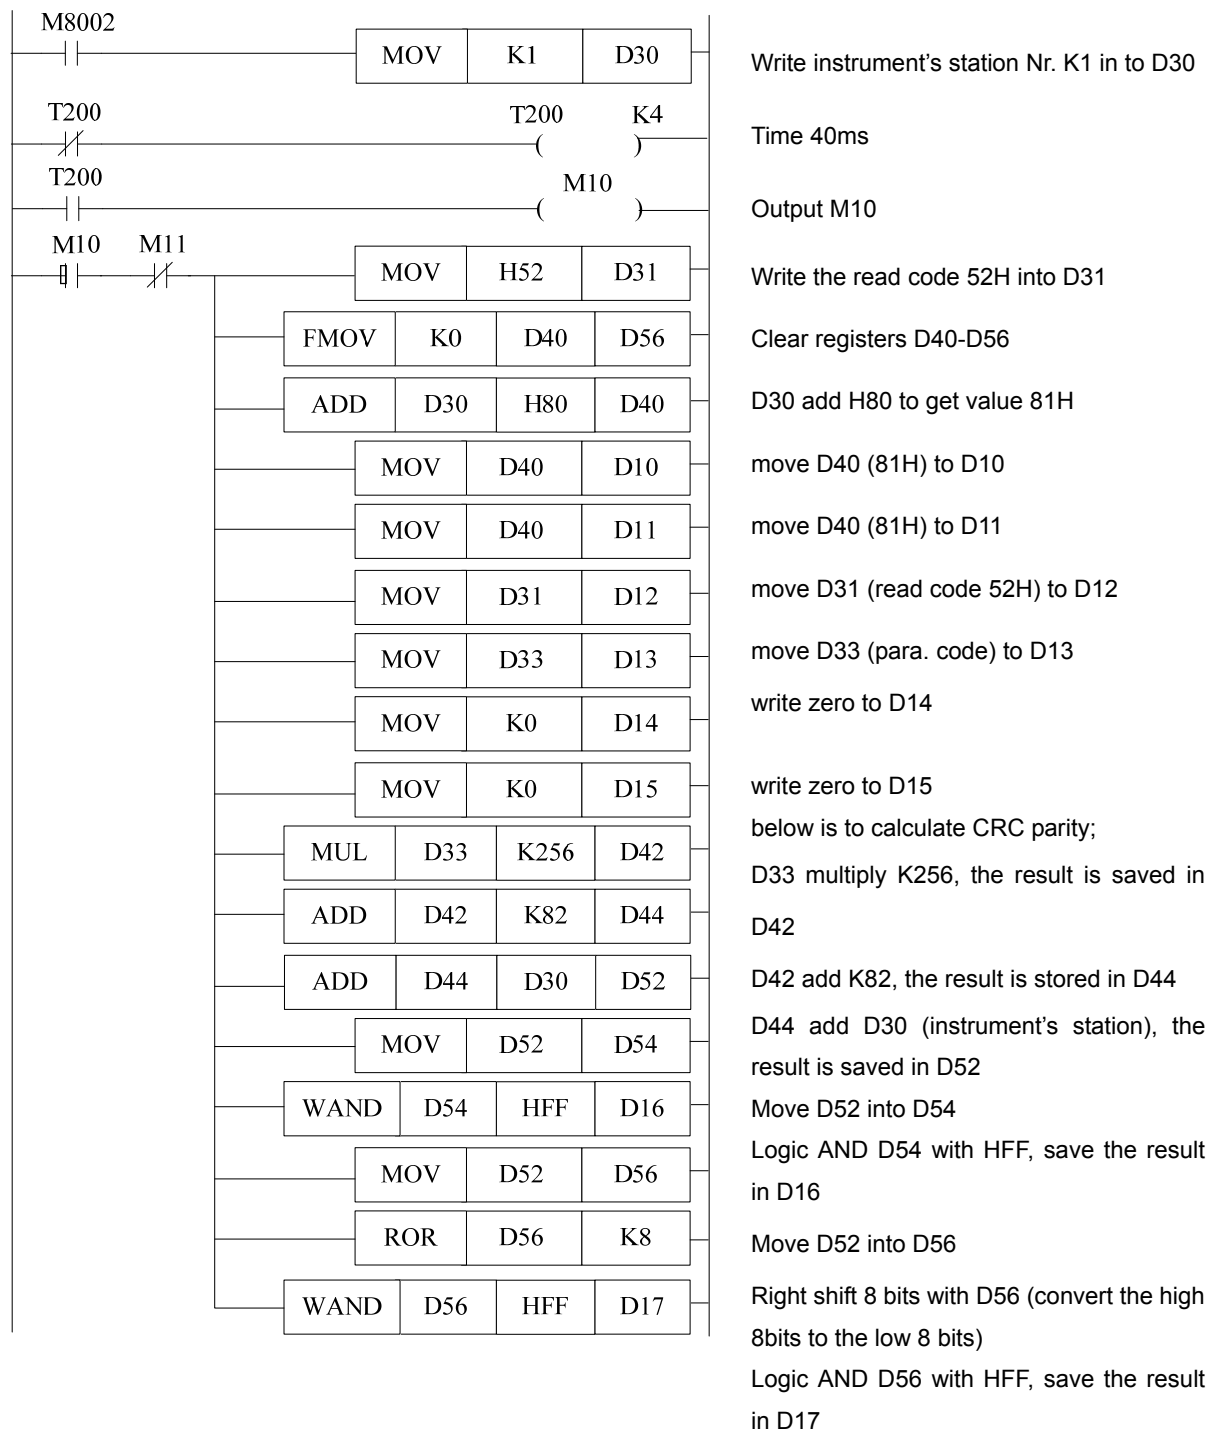 M8002
MOV K1 D30
Write instrument's station Nr. K1 in to D30
T200 T200 K4
Time 40ms
T200 M10
Output M10
M10 M11
MOV H52 D31
Write the read code 52H into D31
FMOV K0 D40 D56
Clear registers D40-D56
ADD D30 H80 D40
D30 add H80 to get value 81H
MOV D40 D10
move D40 (81H) to D10
MOV D40 D11
move D40 (81H) to D11
MOV D31 D12
move D31 (read code 52H) to D12
MOV D33 D13
move D33 (para. code) to D13
MOV K0 D14
write zero to D14
MOV K0 D15
write zero to D15
below is to calculate CRC parity;
MUL D33 K256 D42
D33 multiply K256, the result is saved in
D42
ADD D42 K82 D44
D42 add K82, the result is stored in D44
ADD D44 D30 D52
D44 add D30 (instrument's station), the
result is saved in D52
MOV D52 D54
Move D52 into D54
WAND D54 HFF D16
Logic AND D54 with HFF, save the result
in D16
MOV D52 D56
Move D52 into D56
ROR D56 K8
Right shift 8 bits with D56 (convert the high
8bits to the low 8 bits)
WAND D56 HFF D17
Logic AND D56 with HFF, save the result
in D17